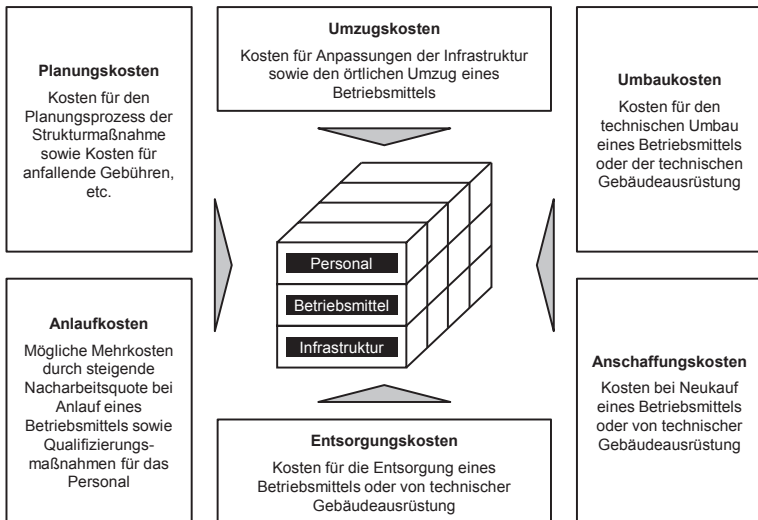 Planungskosten
Kosten für den
Planungsprozess der
Strukturmaßnahme
sowie Kosten für
anfallende Gebühren,
etc.
Umzugskosten
Kosten für Anpassungen der Infrastruktur
sowie den örtlichen Umzug eines
Betriebsmittels
Umbaukosten
Kosten für den
technischen Umbau
eines Betriebsmittels
oder der technischen
Gebäudeausrüstung
Personal
Betriebsmittel
Infrastruktur
Anlaufkosten
Mögliche Mehrkosten
durch steigende
Nacharbeitsquote bei
Anlauf eines
Betriebsmittels sowie
Qualifizierungs-
maßnahmen für das
Personal
Entsorgungskosten
Kosten für die Entsorgung eines
Betriebsmittels oder von technischer
Gebäudeausrüstung
Anschaffungskosten
Kosten bei Neukauf
eines Betriebsmittels
oder von technischer
Gebäudeausrüstung